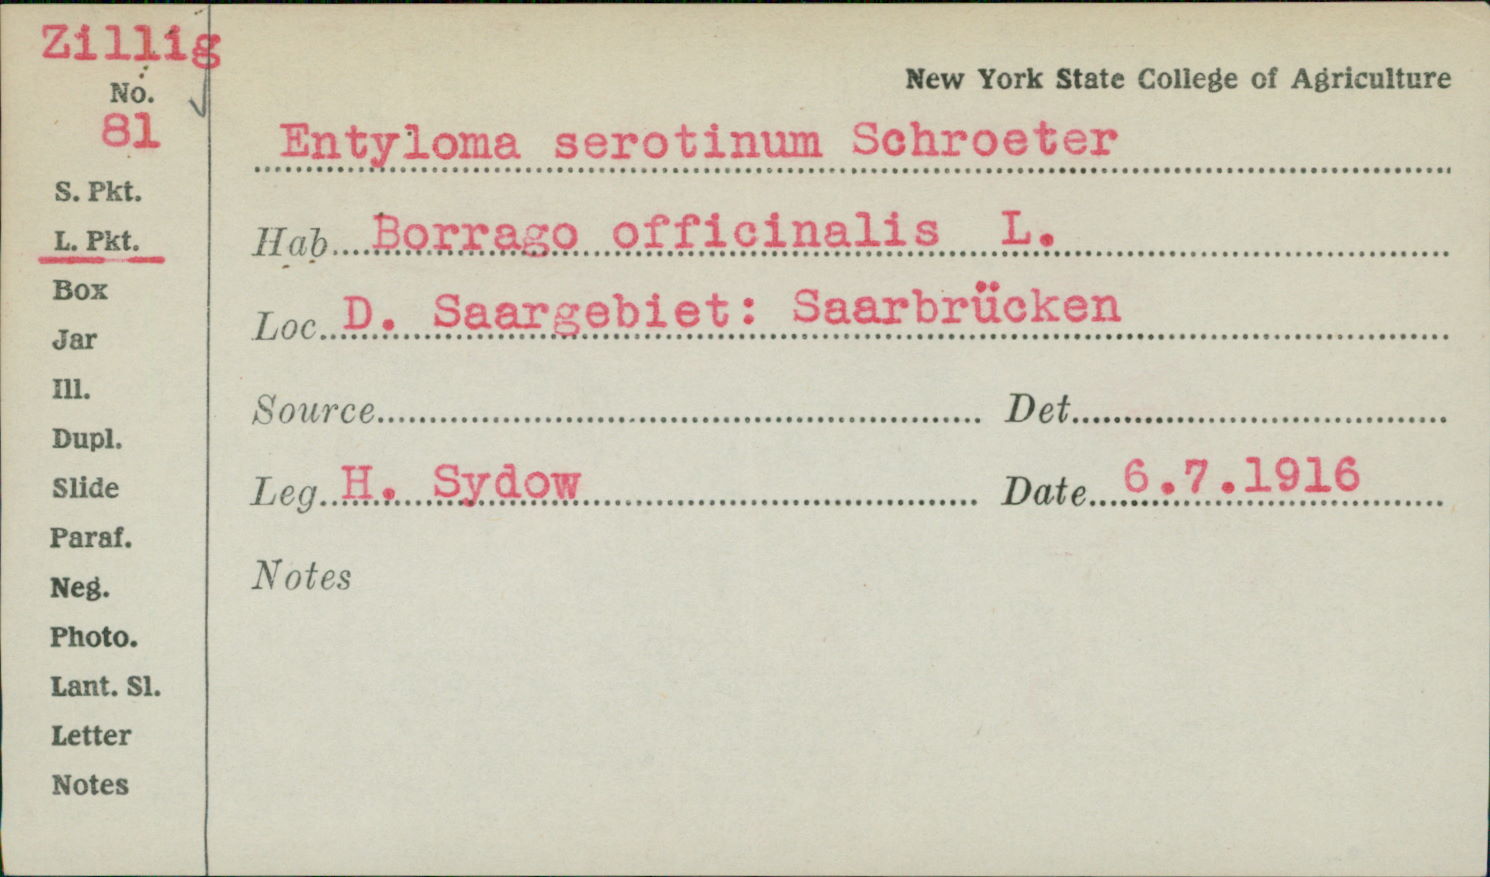 Zillig
No.
81
S. Pkt.
L. Pkt.
Box
Jar
Ill.
Dupl.
Slide
Paraf.
Neg.
Photo.
Lant. Sl.
Letter
Notes
New York State College of Agriculture
Entyloma serotinum Schroeter
Hab. Borrago officinalis L.
Loc. D. Saargebiet: Saarbrücken
Source Det.
Leg. H. Sydow Date 6.7.1916
Notes